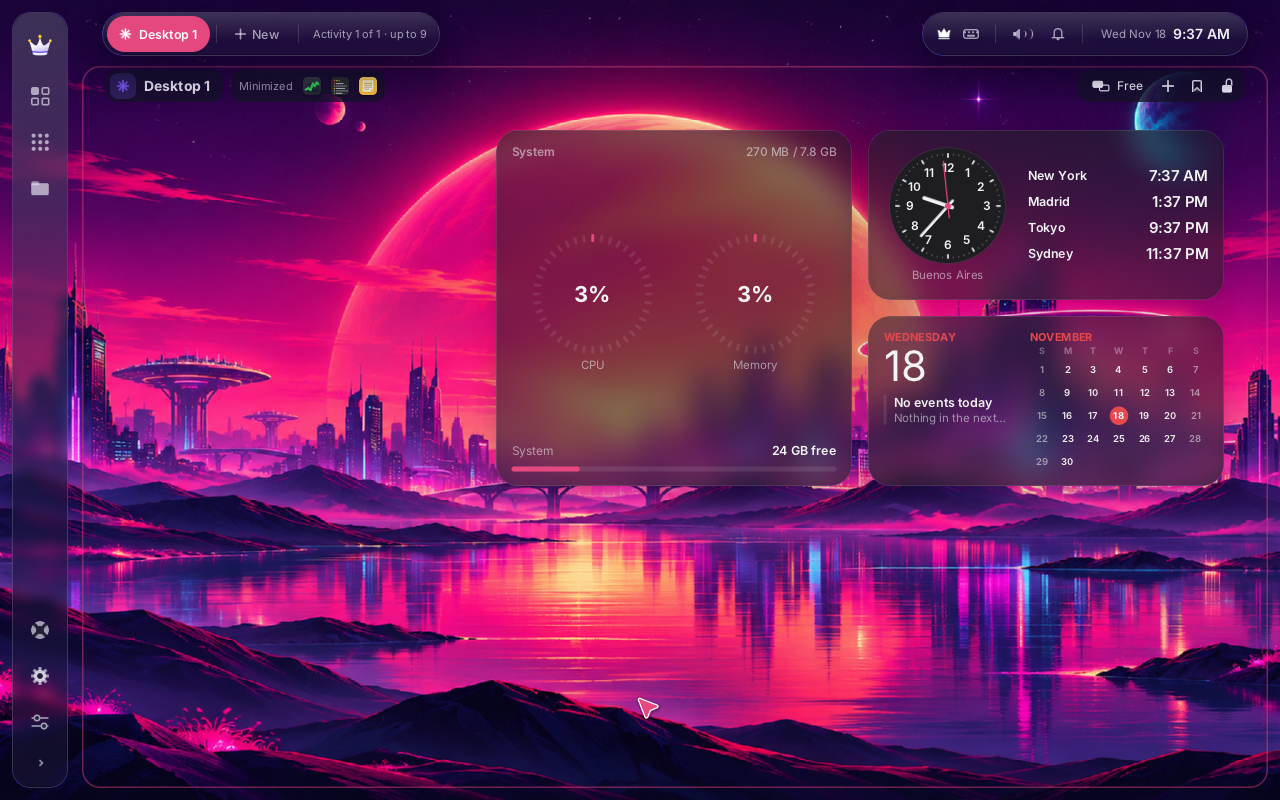 Desktop 1
New
Activity 1 of 1 · up to 9
Wed Nov 18 9:37 AM
Desktop 1
Minimized
Free
System
270 MB / 7.8 GB
3%
CPU
3%
Memory
System
24 GB free
12
1
2
3
4
5
6
7
8
9
10
11
Buenos Aires
New York 7:37 AM
Madrid 1:37 PM
Tokyo 9:37 PM
Sydney 11:37 PM
WEDNESDAY
18
No events today
Nothing in the next...
NOVEMBER
S M T W T F S
1 2 3 4 5 6 7
8 9 10 11 12 13 14
15 16 17 18 19 20 21
22 23 24 25 26 27 28
29 30